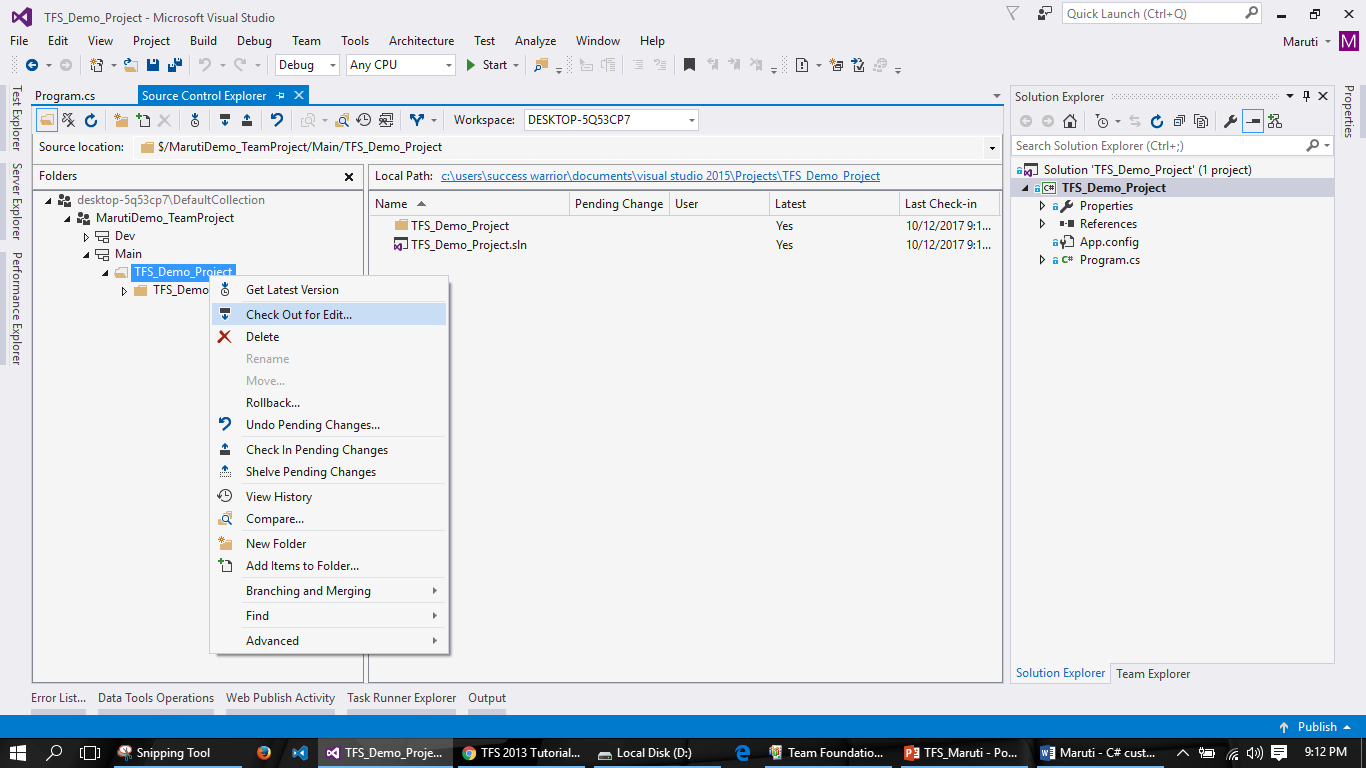 TFS_Demo_Project - Microsoft Visual Studio
Quick Launch (Ctrl+Q)
File Edit View Project Build Debug Team Tools Architecture Test Analyze Window Help
Maruti M
Debug Any CPU Start
Test Explorer
Server Explorer
Performance Explorer
Program.cs Source Control Explorer
Workspace: DESKTOP-5Q53CP7
Source location: $/MarutiDemo_TeamProject/Main/TFS_Demo_Project
Folders
desktop-5q53cp7\DefaultCollection
MarutiDemo_TeamProject
Dev
Main
TFS_Demo_Project
TFS_Demo
Get Latest Version
Check Out for Edit...
Delete
Rename
Move...
Rollback...
Undo Pending Changes...
Check In Pending Changes
Shelve Pending Changes
View History
Compare...
New Folder
Add Items to Folder...
Branching and Merging
Find
Advanced
Local Path: c:\users\success warrior\documents\visual studio 2015\Projects\TFS_Demo_Project
Name Pending Change User Latest Last Check-in
TFS_Demo_Project Yes 10/12/2017 9:1...
TFS_Demo_Project.sln Yes 10/12/2017 9:1...
Solution Explorer
Search Solution Explorer (Ctrl+;)
Solution 'TFS_Demo_Project' (1 project)
C# TFS_Demo_Project
Properties
References
App.config
C# Program.cs
Solution Explorer Team Explorer
Properties
Error List... Data Tools Operations Web Publish Activity Task Runner Explorer Output
Publish
Snipping Tool TFS_Demo_Proje... TFS 2013 Tutorial... Local Disk (D:) Team Foundatio... TFS_Maruti - Po... Maruti - C# cust... 9:12 PM